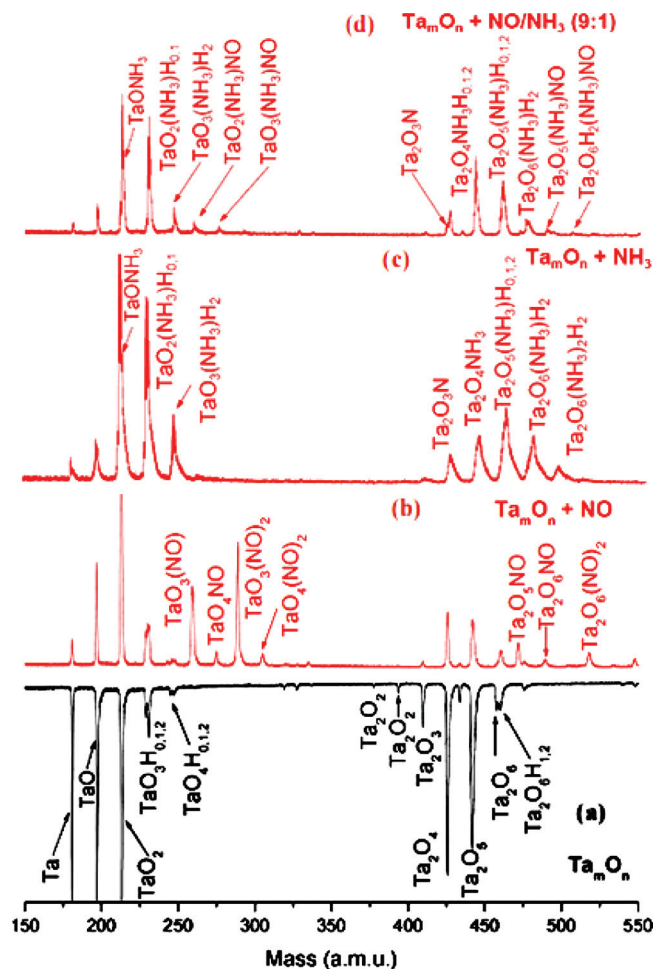 (d) TaₘOₙ + NO/NH₃ (9:1)
TaONH₃
TaO₂(NH₃)H₀,₁
TaO₃(NH₃)H₂
TaO₂(NH₃)NO
TaO₃(NH₃)NO
Ta₂O₃N
Ta₂O₄NH₃H₀,₁,₂
Ta₂O₅(NH₃)H₀,₁,₂
Ta₂O₆(NH₃)H₂
Ta₂O₅(NH₃)NO
Ta₂O₆H₂(NH₃)NO
(c) TaₘOₙ + NH₃
TaONH₃
TaO₂(NH₃)H₀,₁
TaO₃(NH₃)H₂
Ta₂O₃N
Ta₂O₄NH₃
Ta₂O₅(NH₃)H₀,₁,₂
Ta₂O₆(NH₃)H₂
Ta₂O₆(NH₃)₂H₂
(b) TaₘOₙ + NO
TaO₃(NO)
TaO₄NO
TaO₃(NO)₂
TaO₄(NO)₂
Ta₂O₅NO
Ta₂O₆NO
Ta₂O₆(NO)₂
Ta
TaO
TaO₂
TaO₃H₀,₁,₂
TaO₄H₀,₁,₂
Ta₂O₂
Ta₂O₂
Ta₂O₃
Ta₂O₄
Ta₂O₅
Ta₂O₆
Ta₂O₆H₁,₂
(a)
TaₘOₙ
150 200 250 300 350 400 450 500 550
Mass (a.m.u.)